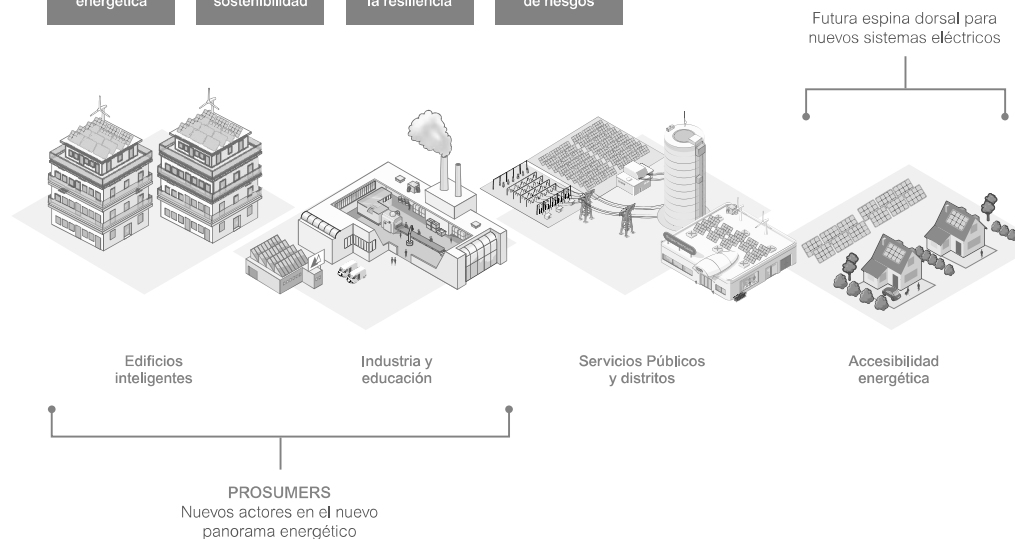 energética
sostenibilidad
la resiliencia
de riesgos
Futura espina dorsal para
nuevos sistemas eléctricos
Edificios
inteligentes
Industria y
educación
Servicios Públicos
y distritos
Accesibilidad
energética
PROSUMERS
Nuevos actores en el nuevo
panorama energético